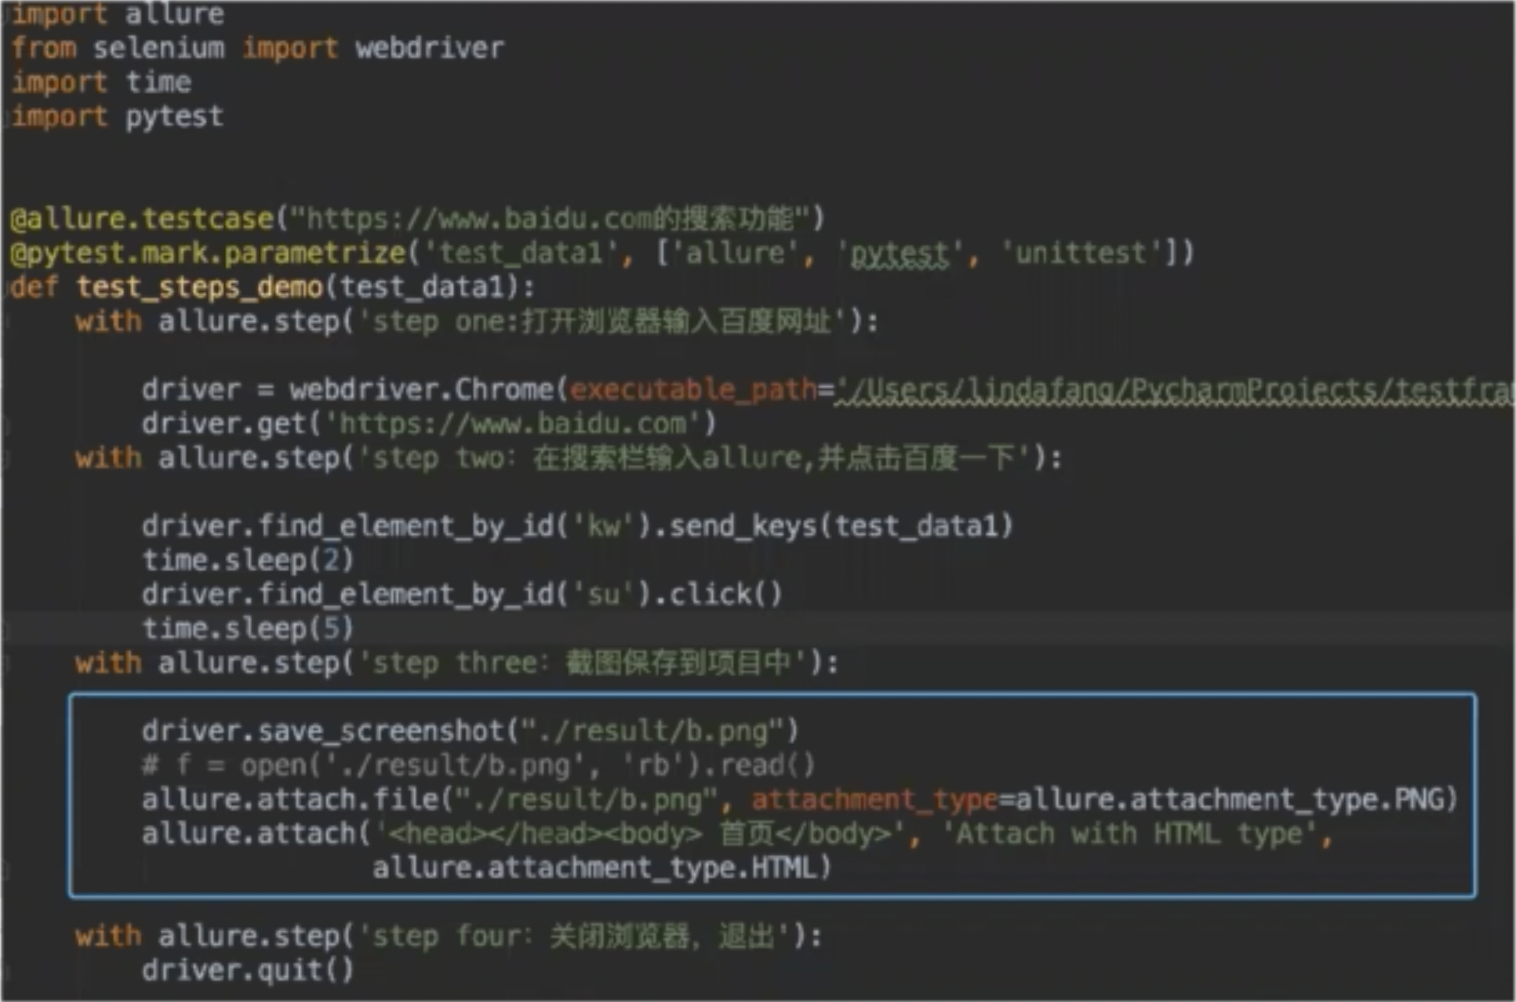 import allure
from selenium import webdriver
import time
import pytest
@allure.testcase("https://www.baidu.com的搜索功能")
@pytest.mark.parametrize('test_data1', ['allure', 'pytest', 'unittest'])
def test_steps_demo(test_data1):
with allure.step('step one:打开浏览器输入百度网址'):
driver = webdriver.Chrome(executable_path='/Users/lindafang/PycharmProjects/testfra
driver.get('https://www.baidu.com')
with allure.step('step two: 在搜索栏输入allure,并点击百度一下'):
driver.find_element_by_id('kw').send_keys(test_data1)
time.sleep(2)
driver.find_element_by_id('su').click()
time.sleep(5)
with allure.step('step three: 截图保存到项目中'):
driver.save_screenshot("./result/b.png")
# f = open('./result/b.png', 'rb').read()
allure.attach.file("./result/b.png", attachment_type=allure.attachment_type.PNG)
allure.attach('<head></head><body> 首页</body>', 'Attach with HTML type',
allure.attachment_type.HTML)
with allure.step('step four: 关闭浏览器, 退出'):
driver.quit()